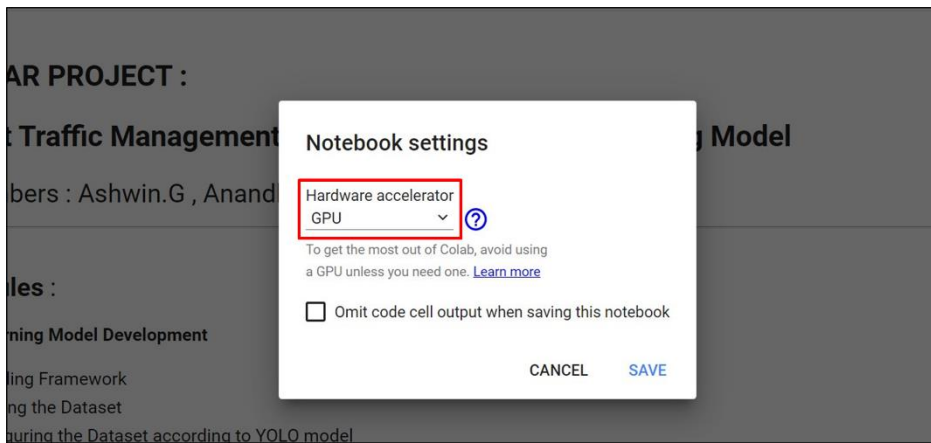 AR PROJECT :
t Traffic Management
g Model
bers : Ashwin.G , Anand
les :
rning Model Development
ling Framework
ng the Dataset
guring the Dataset according to YOLO model
Notebook settings
Hardware accelerator
GPU
?
To get the most out of Colab, avoid using
a GPU unless you need one. Learn more
Omit code cell output when saving this notebook
CANCEL SAVE